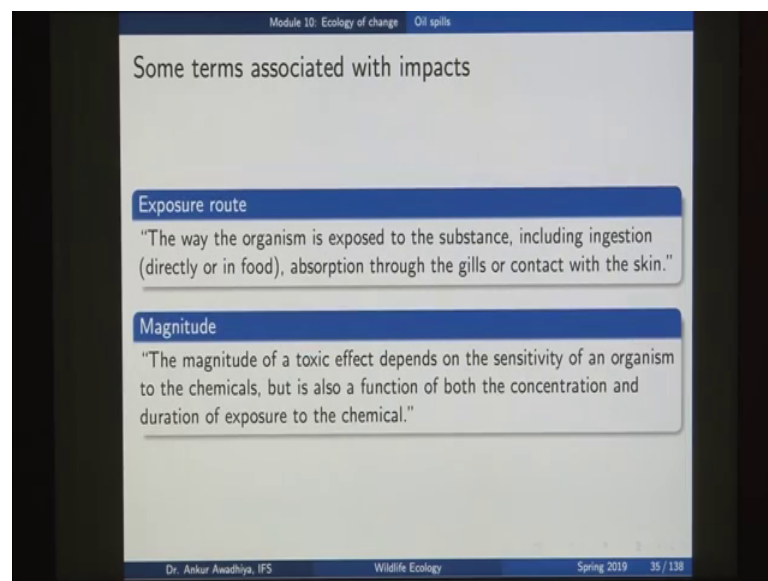 Module 10: Ecology of change Oil spills
Some terms associated with impacts
Exposure route
“The way the organism is exposed to the substance, including ingestion
(directly or in food), absorption through the gills or contact with the skin.”
Magnitude
“The magnitude of a toxic effect depends on the sensitivity of an organism
to the chemicals, but is also a function of both the concentration and
duration of exposure to the chemical.”
Dr. Ankur Awadhiya, IFS Wildlife Ecology Spring 2019 35 / 138